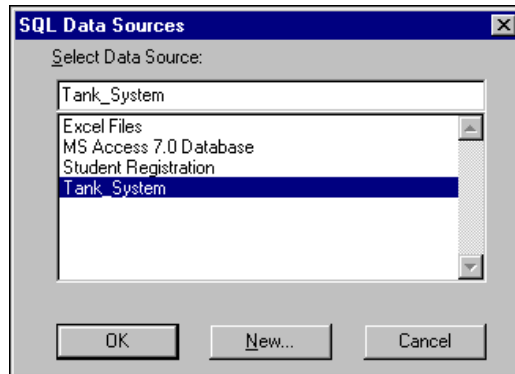 SQL Data Sources
Select Data Source:
Tank_System
Excel Files
MS Access 7.0 Database
Student Registration
Tank_System
OK New... Cancel